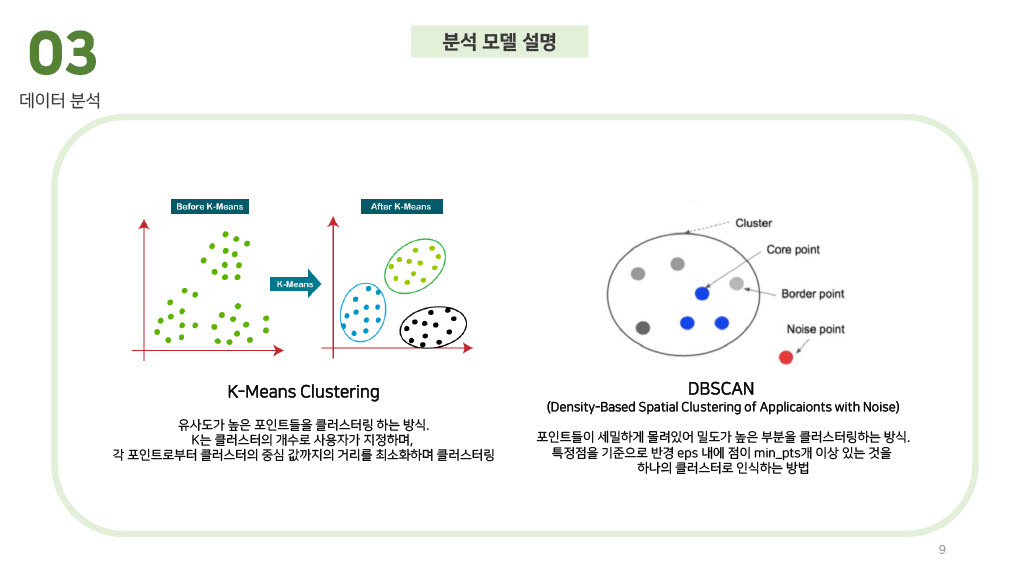 03
데이터 분석
분석 모델 설명
Before K-Means
K-Means
After K-Means
Cluster
Core point
Border point
Noise point
K-Means Clustering
유사도가 높은 포인트들을 클러스터링 하는 방식.
K는 클러스터의 개수로 사용자가 지정하며,
각 포인트로부터 클러스터의 중심 값까지의 거리를 최소화하며 클러스터링
DBSCAN
(Density-Based Spatial Clustering of Applicaionts with Noise)
포인트들이 세밀하게 몰려있어 밀도가 높은 부분을 클러스터링하는 방식.
특정점을 기준으로 반경 eps 내에 점이 min_pts개 이상 있는 것을
하나의 클러스터로 인식하는 방법
9